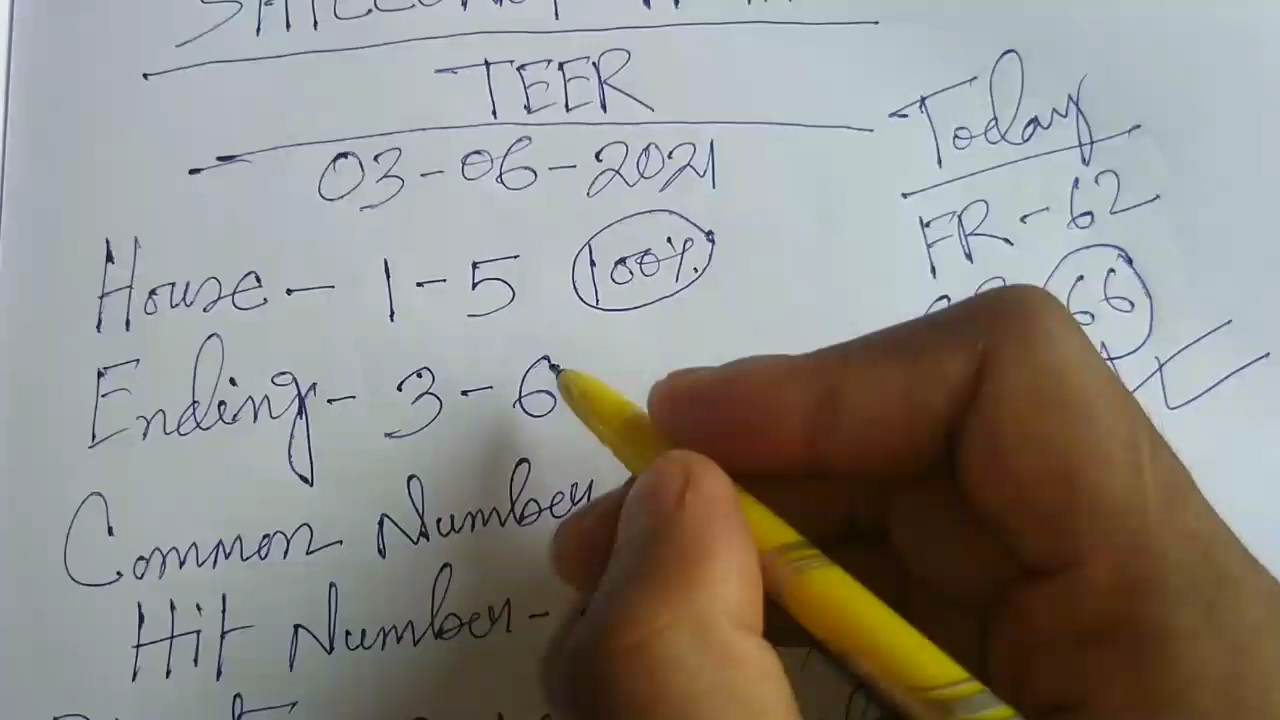 TEER
03-06-2021
House - 1-5 100%
Ending - 3-6
Common Number
Hit Number -
Today
FR - 62
66